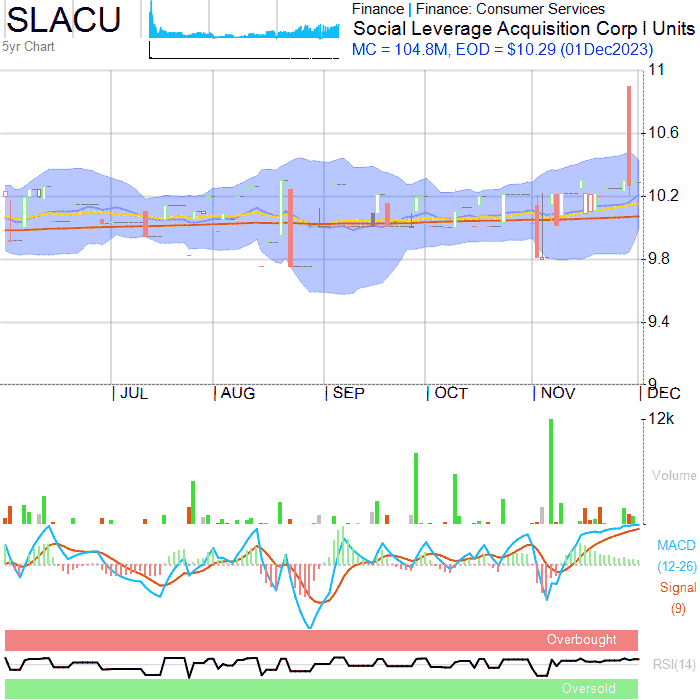 SLACU
5yr Chart
Finance | Finance: Consumer Services
Social Leverage Acquisition Corp | Units
MC = 104.8M, EOD = $10.29 (01Dec2023)
11
10.6
10.2
9.8
9.4
9
JUL
AUG
SEP
OCT
NOV
DEC
12k
Volume
MACD
(12-26)
Signal
(9)
Overbought
RSI(14)
Oversold